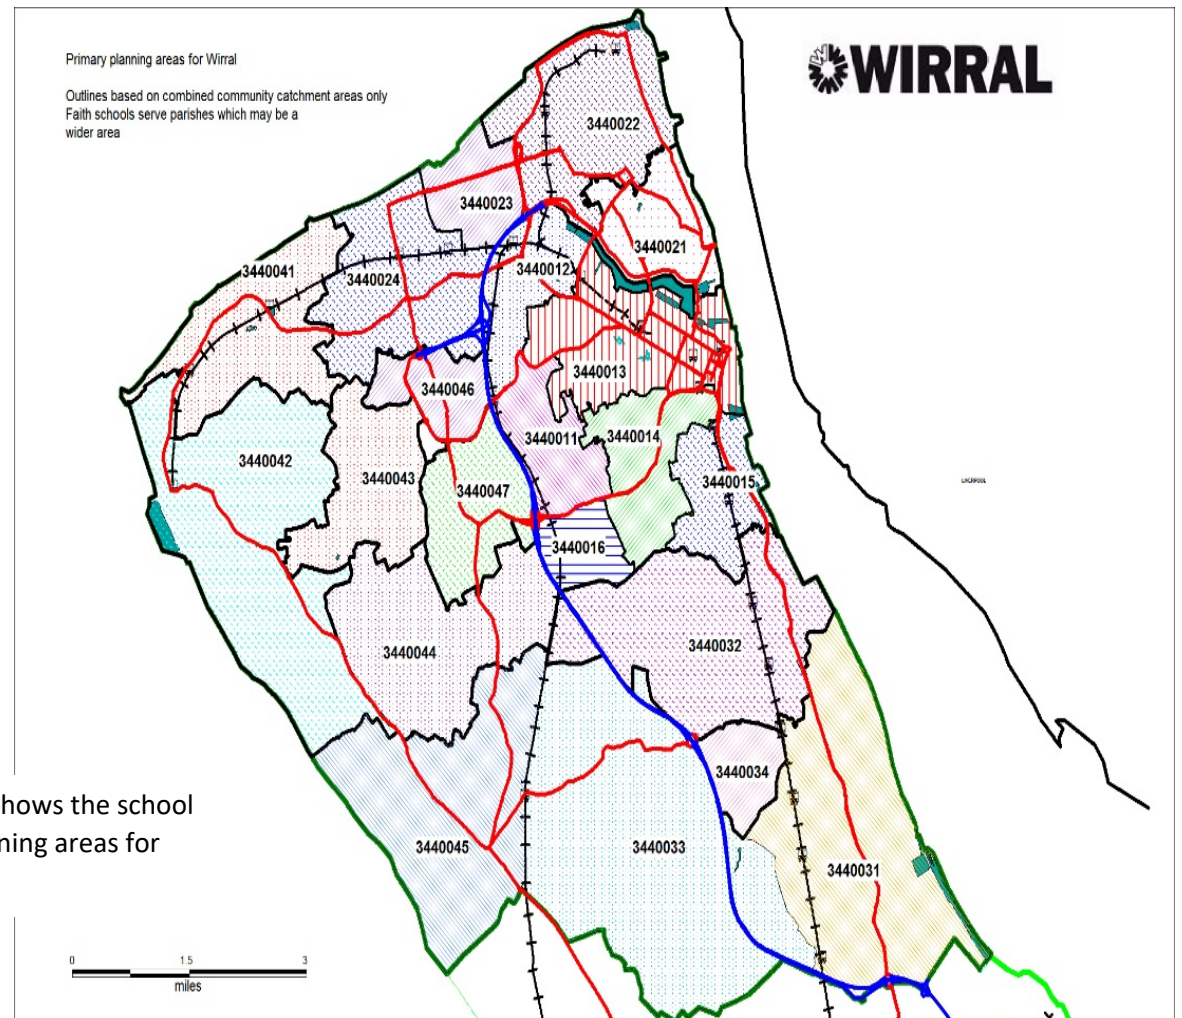 Primary planning areas for Wirral
Outlines based on combined community catchment areas only
Faith schools serve parishes which may be a
wider area
WIRRAL
3440022
3440023
3440021
3440041
3440024
3440012
3440013
3440046
3440011
3440014
3440042
3440043
3440047
3440015
LIVERPOOL
3440016
3440044
3440032
3440034
3440045
3440033
3440031
hows the school
ning areas for
0 1.5 3
miles